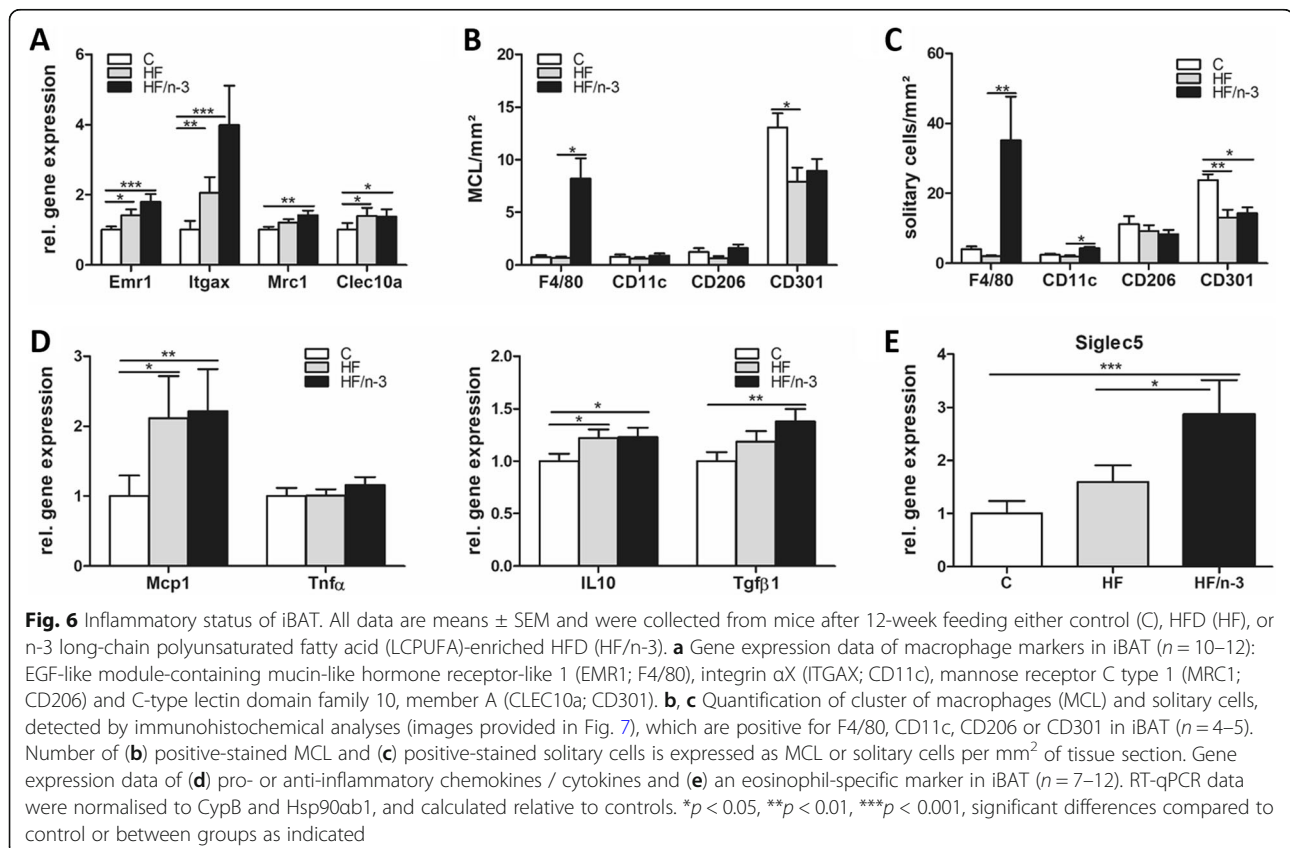 A
C
HF
HF/n-3
rel. gene expression
6
4
2
0
***
*
***
**
**
*
*
Emr1 Itgax Mrc1 Clec10a
B
C
HF
HF/n-3
MCL/mm²
20
15
10
5
0
*
*
F4/80 CD11c CD206 CD301
C
C
HF
HF/n-3
solitary cells/mm²
60
40
20
0
**
*
*
**
F4/80 CD11c CD206 CD301
D
C
HF
HF/n-3
rel. gene expression
3
2
1
0
**
*
Mcp1 Tnfα
C
HF
HF/n-3
rel. gene expression
2.0
1.5
1.0
0.5
0.0
*
*
**
IL10 Tgfβ1
E
Siglec5
rel. gene expression
4
3
2
1
0
***
*
C HF HF/n-3
Fig. 6 Inflammatory status of iBAT. All data are means ± SEM and were collected from mice after 12-week feeding either control (C), HFD (HF), or
n-3 long-chain polyunsaturated fatty acid (LCPUFA)-enriched HFD (HF/n-3). a Gene expression data of macrophage markers in iBAT (n = 10–12):
EGF-like module-containing mucin-like hormone receptor-like 1 (EMR1; F4/80), integrin αX (ITGAX; CD11c), mannose receptor C type 1 (MRC1;
CD206) and C-type lectin domain family 10, member A (CLEC10a; CD301). b, c Quantification of cluster of macrophages (MCL) and solitary cells,
detected by immunohistochemical analyses (images provided in Fig. 7), which are positive for F4/80, CD11c, CD206 or CD301 in iBAT (n = 4–5).
Number of (b) positive-stained MCL and (c) positive-stained solitary cells is expressed as MCL or solitary cells per mm² of tissue section. Gene
expression data of (d) pro- or anti-inflammatory chemokines / cytokines and (e) an eosinophil-specific marker in iBAT (n = 7–12). RT-qPCR data
were normalised to CypB and Hsp90αb1, and calculated relative to controls. *p < 0.05, **p < 0.01, ***p < 0.001, significant differences compared to
control or between groups as indicated